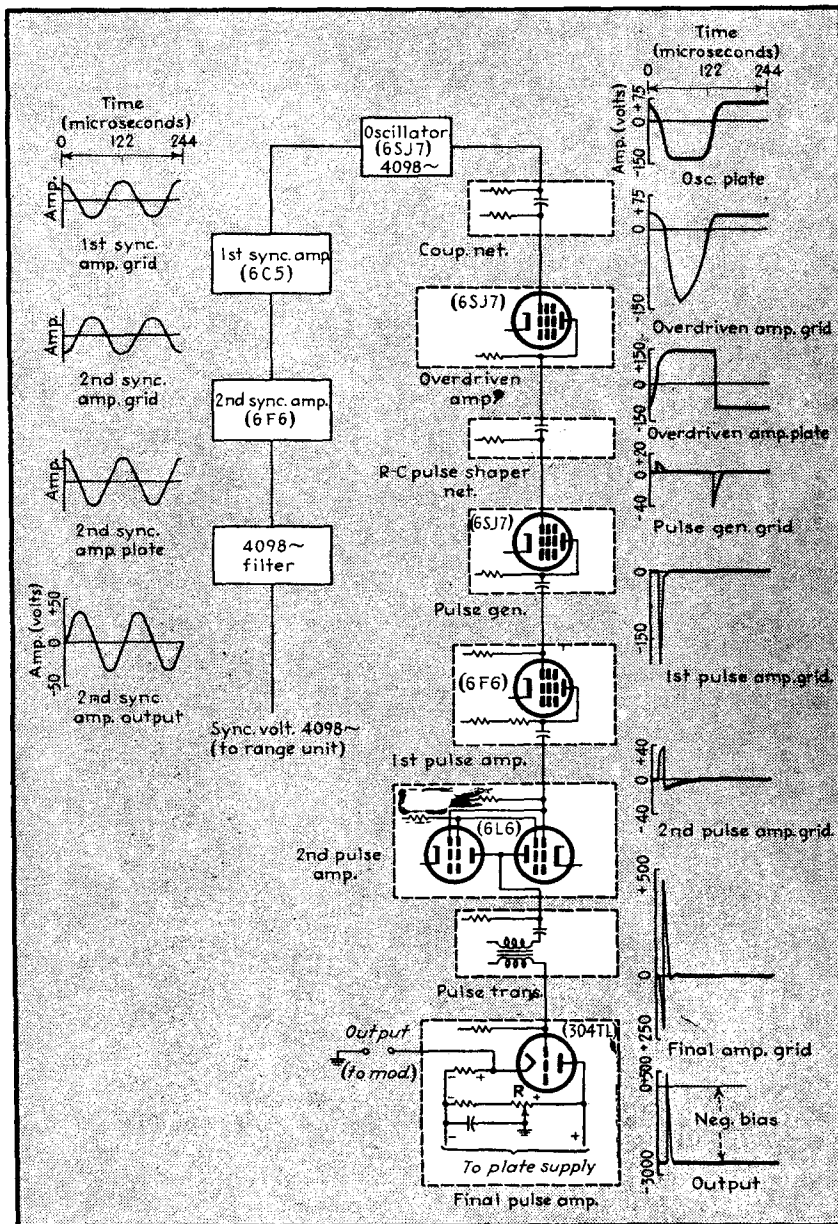 Time
(microseconds)
0 122 244
Amp.
1st sync.
amp. grid
2nd sync.
amp. grid
2nd sync.
amp. plate
Amp. (volts)
+50
0
-50
2nd sync
amp. output
Oscillator
(6SJ7)
4098~
1st sync. amp.
(6C5)
2nd sync. amp.
(6F6)
4098~
filter
Sync. volt. 4098~
(to range unit)
Coup. net.
(6SJ7)
Overdriven
amp.
R-C pulse shaper
net.
(6SJ7)
Pulse gen.
(6F6)
1st pulse amp.
(6L6)
2nd pulse
amp.
Pulse trans.
(304TL)
Output
(to mod.)
- +
R
- +
- +
To plate supply
Final pulse amp.
Time
(microseconds)
0 122 244
Amp. (volts)
+75
0
-150
Osc. plate
+75
0
-150
Overdriven amp. grid
+150
0
-150
Overdriven amp. plate
+20
0
-40
Pulse gen. grid
0
-150
1st pulse amp. grid.
+40
0
-40
2nd pulse amp. grid.
+500
0
+250
Final amp. grid
0
-3000
Neg. bias
Output